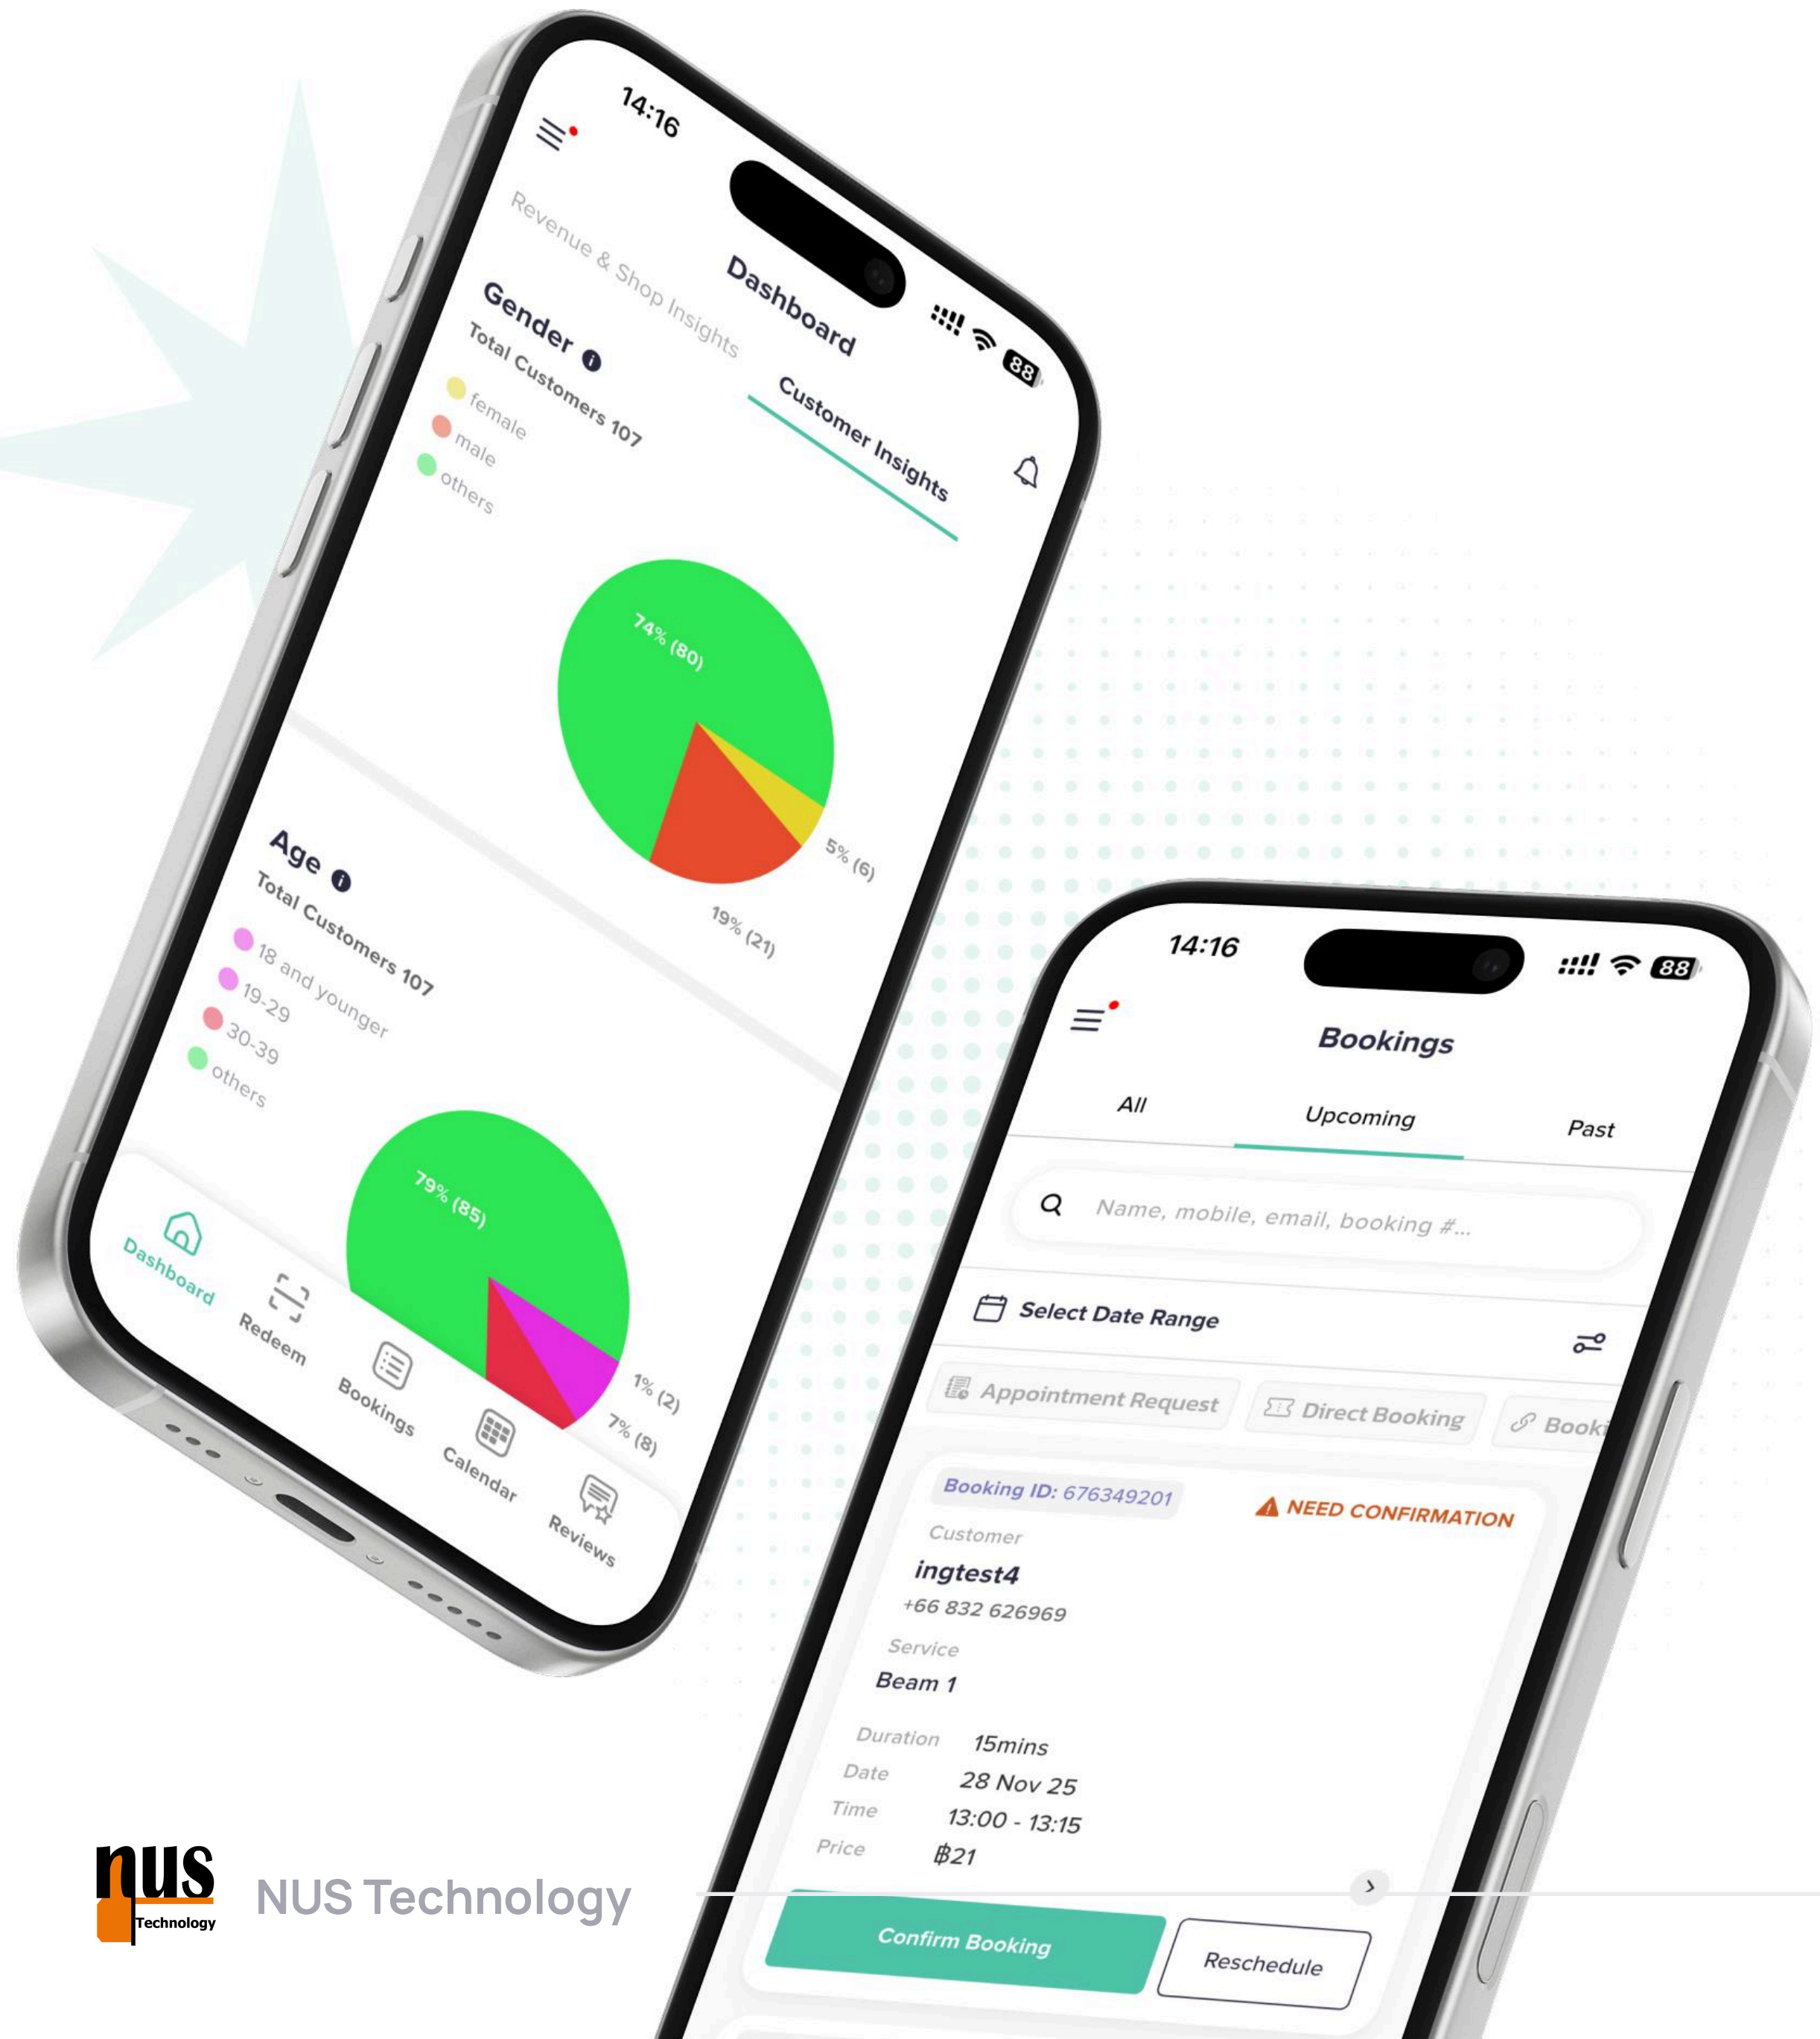 14:16
88
Dashboard
Revenue & Shop Insights
Customer Insights
Gender
Total Customers 107
female
male
others
74% (80)
5% (6)
19% (21)
Age
Total Customers 107
18 and younger
19-29
30-39
others
79% (85)
1% (2)
7% (8)
Dashboard
Redeem
Bookings
Calendar
Reviews
14:16
88
Bookings
All
Upcoming
Past
Name, mobile, email, booking #...
Select Date Range
Appointment Request
Direct Booking
Booki
Booking ID: 676349201
NEED CONFIRMATION
Customer
ingtest4
+66 832 626969
Service
Beam 1
Duration 15mins
Date 28 Nov 25
Time 13:00 - 13:15
Price ฿21
Confirm Booking
Reschedule
nus
Technology
NUS Technology